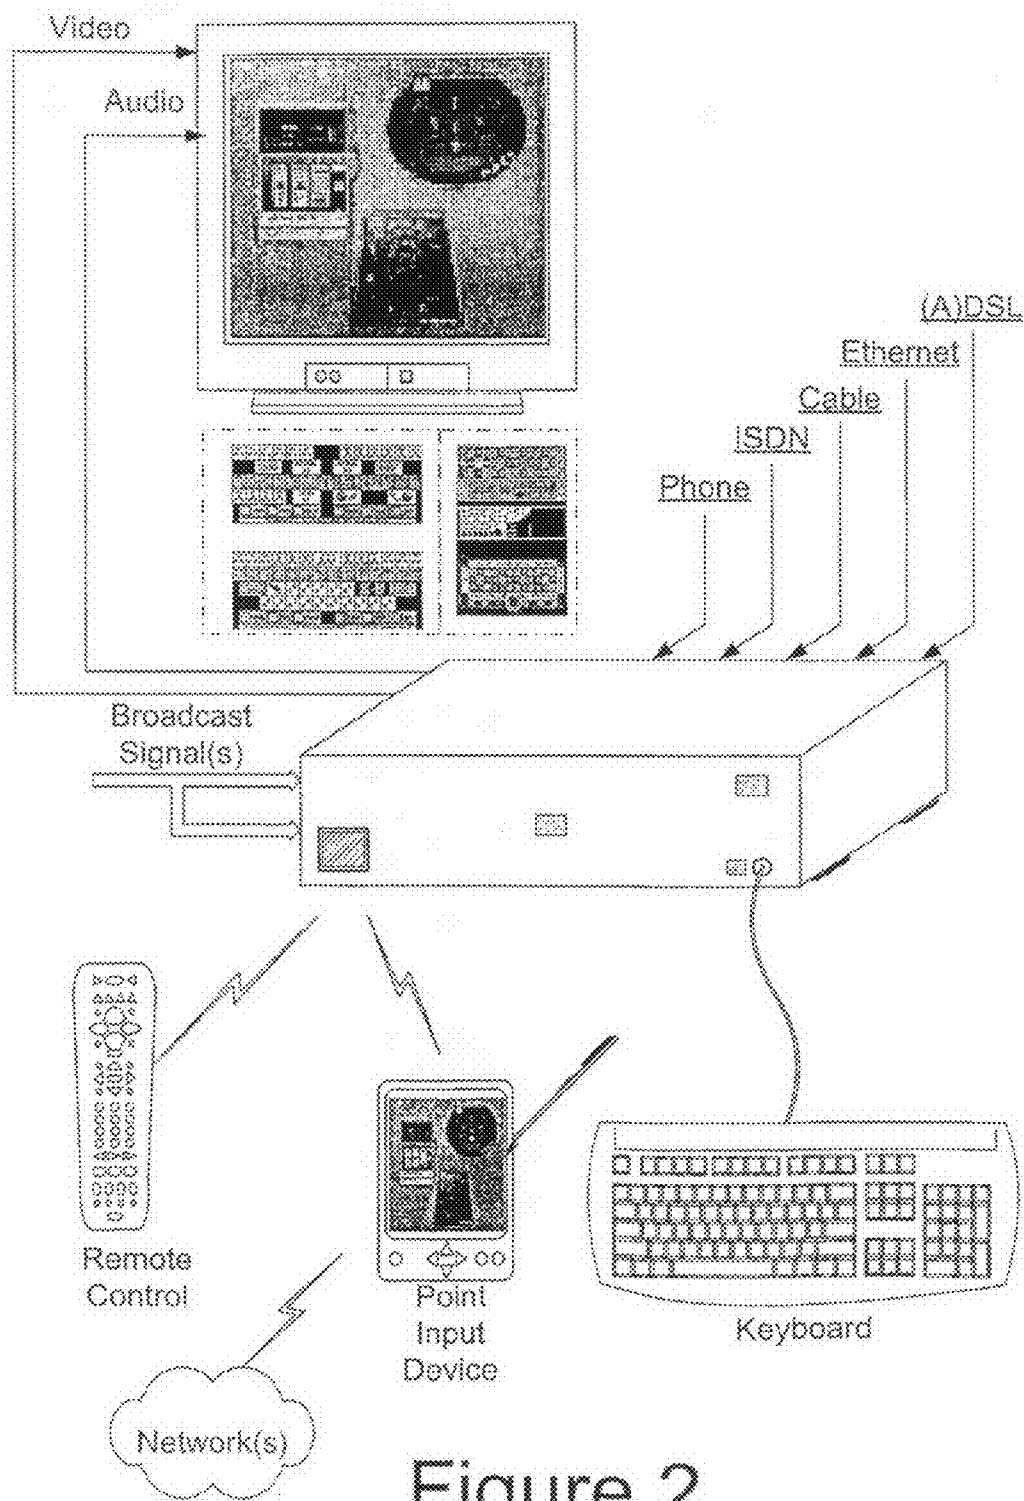 Video
Audio
(A)DSL
Ethernet
Cable
ISDN
Phone
Broadcast
Signal(s)
Remote
Control
Point
Input
Device
Keyboard
Network(s)
Figure 2